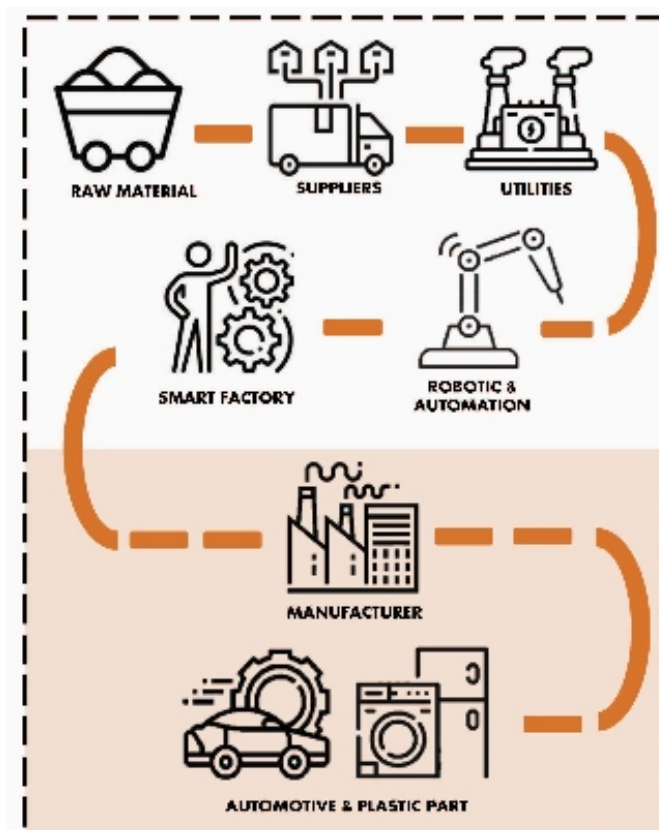 RAW MATERIAL
SUPPLIERS
UTILITIES
SMART FACTORY
ROBOTIC &
AUTOMATION
MANUFACTURER
AUTOMOTIVE & PLASTIC PART